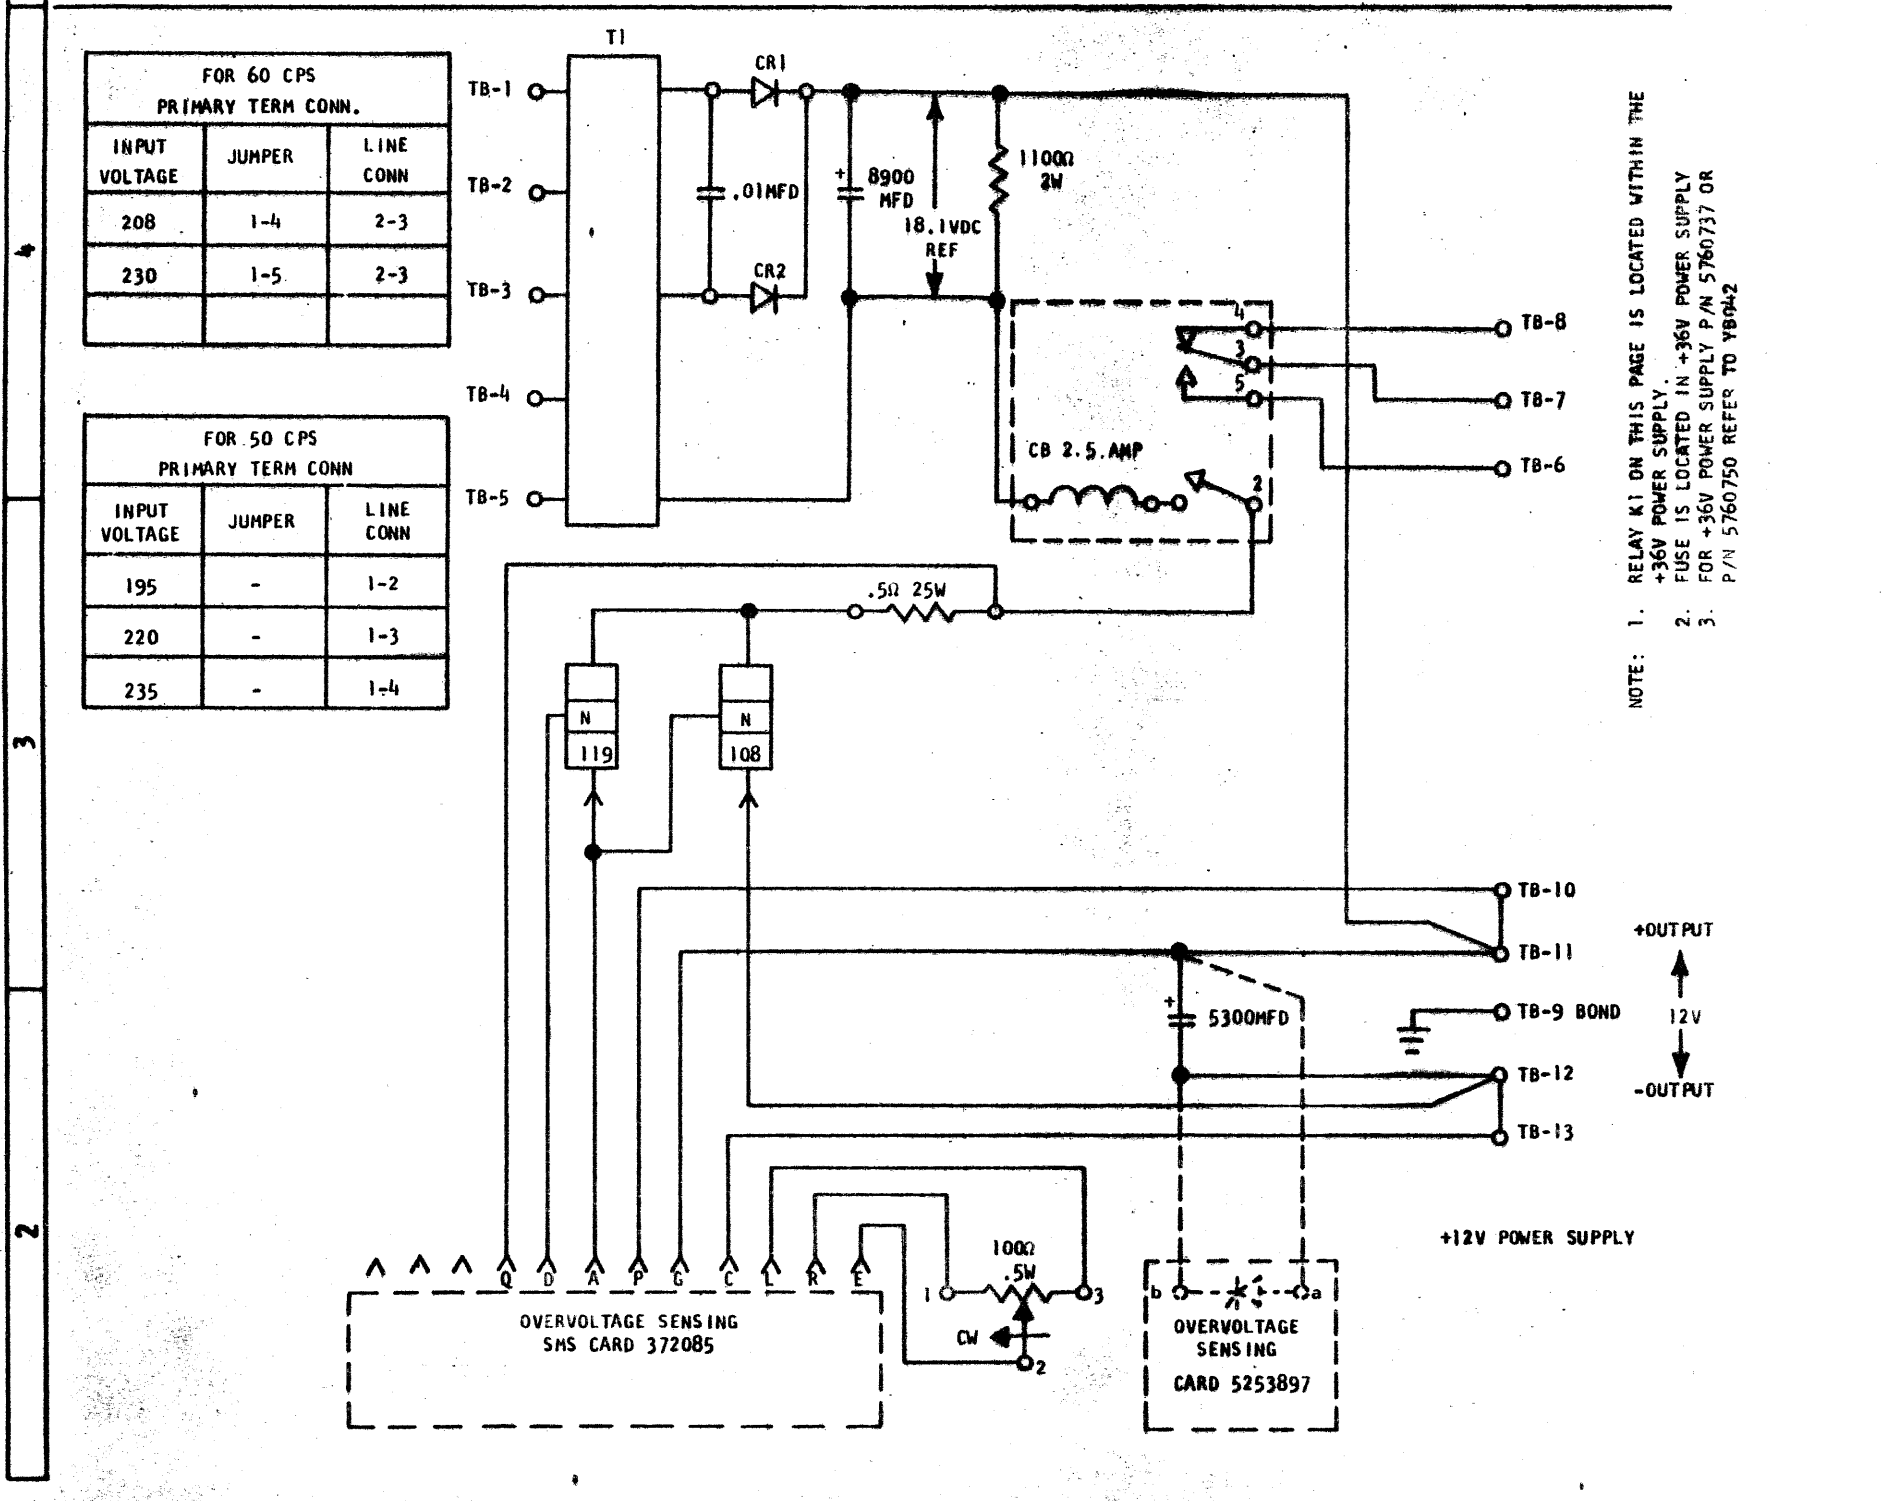 4
3
2
FOR 60 CPS
PRIMARY TERM CONN.
INPUT VOLTAGE JUMPER LINE CONN
208 1-4 2-3
230 1-5 2-3
FOR 50 CPS
PRIMARY TERM CONN
INPUT VOLTAGE JUMPER LINE CONN
195 - 1-2
220 - 1-3
235 - 1-4
T1
TB-1
TB-2
TB-3
TB-4
TB-5
CR1
CR2
.01MFD
+
8900
MFD
18.1VDC
REF
1100Ω
2W
4
3
5
CB 2.5.AMP
2
TB-8
TB-7
TB-6
.5Ω 25W
N
119
N
108
TB-10
TB-11
TB-9 BOND
TB-12
TB-13
+OUTPUT
12V
-OUTPUT
+
5300MFD
Q D A P G C L R E
OVERVOLTAGE SENSING
SMS CARD 372085
100Ω
.5W
1
3
CW
2
b
a
OVERVOLTAGE
SENSING
CARD 5253897
+12V POWER SUPPLY
NOTE: 1. RELAY K1 ON THIS PAGE IS LOCATED WITHIN THE
+36V POWER SUPPLY.
2. FUSE IS LOCATED IN +36V POWER SUPPLY
3. FOR +36V POWER SUPPLY P/N 5760737 OR
P/N 5760750 REFER TO